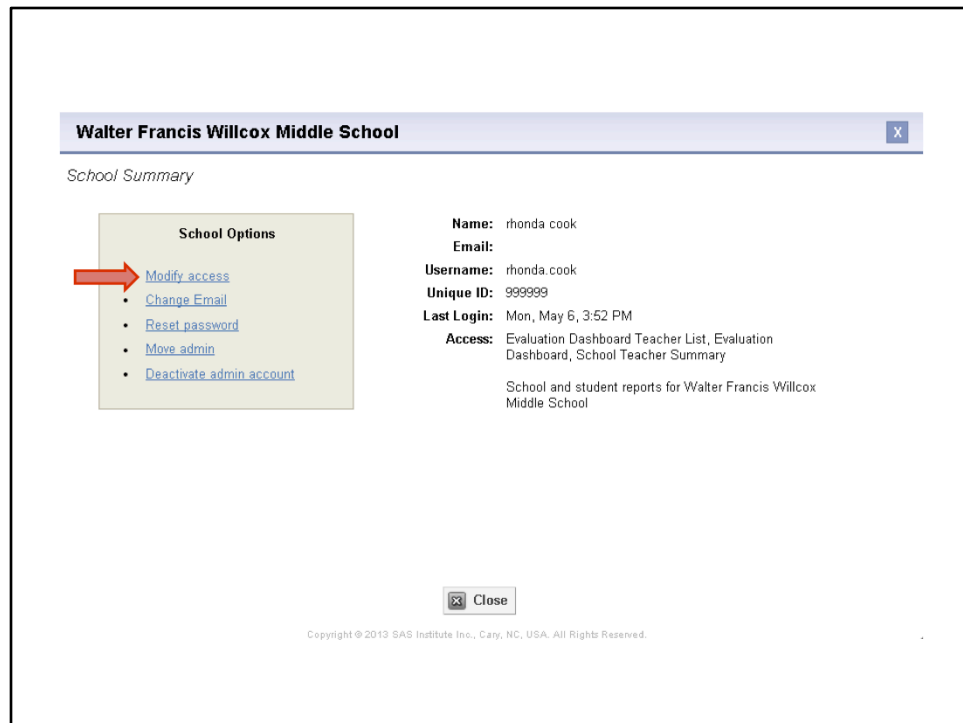 Walter Francis Willcox Middle School
X
School Summary
School Options
Modify access
• Change Email
• Reset password
• Move admin
• Deactivate admin account
Name: rhonda cook
Email:
Username: rhonda.cook
Unique ID: 999999
Last Login: Mon, May 6, 3:52 PM
Access: Evaluation Dashboard Teacher List, Evaluation
Dashboard, School Teacher Summary
School and student reports for Walter Francis Willcox
Middle School
Close
Copyright © 2013 SAS Institute Inc., Cary, NC, USA. All Rights Reserved.